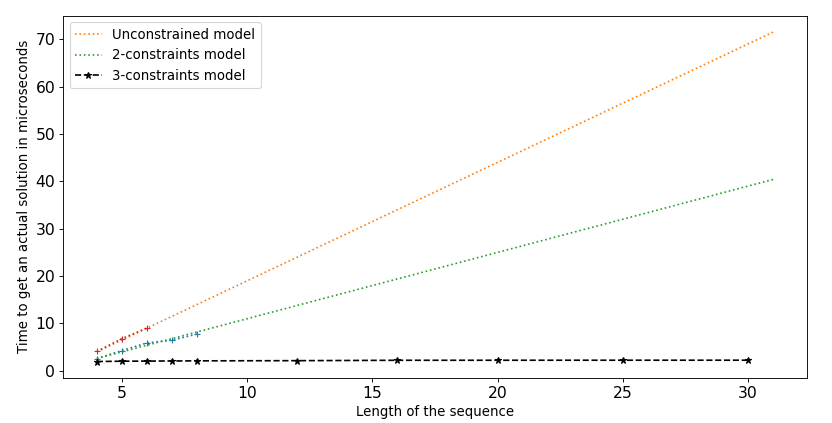 Unconstrained model
2-constraints model
3-constraints model
Time to get an actual solution in microseconds
70
60
50
40
30
20
10
0
5 10 15 20 25 30
Length of the sequence